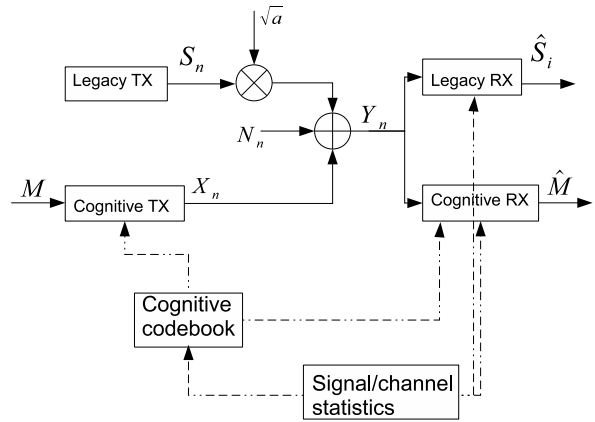 √a
S_n
Legacy TX
Legacy RX
Ŝ_i
N_n
Y_n
M
Cognitive TX
X_n
Cognitive RX
M̂
Cognitive
codebook
Signal/channel
statistics